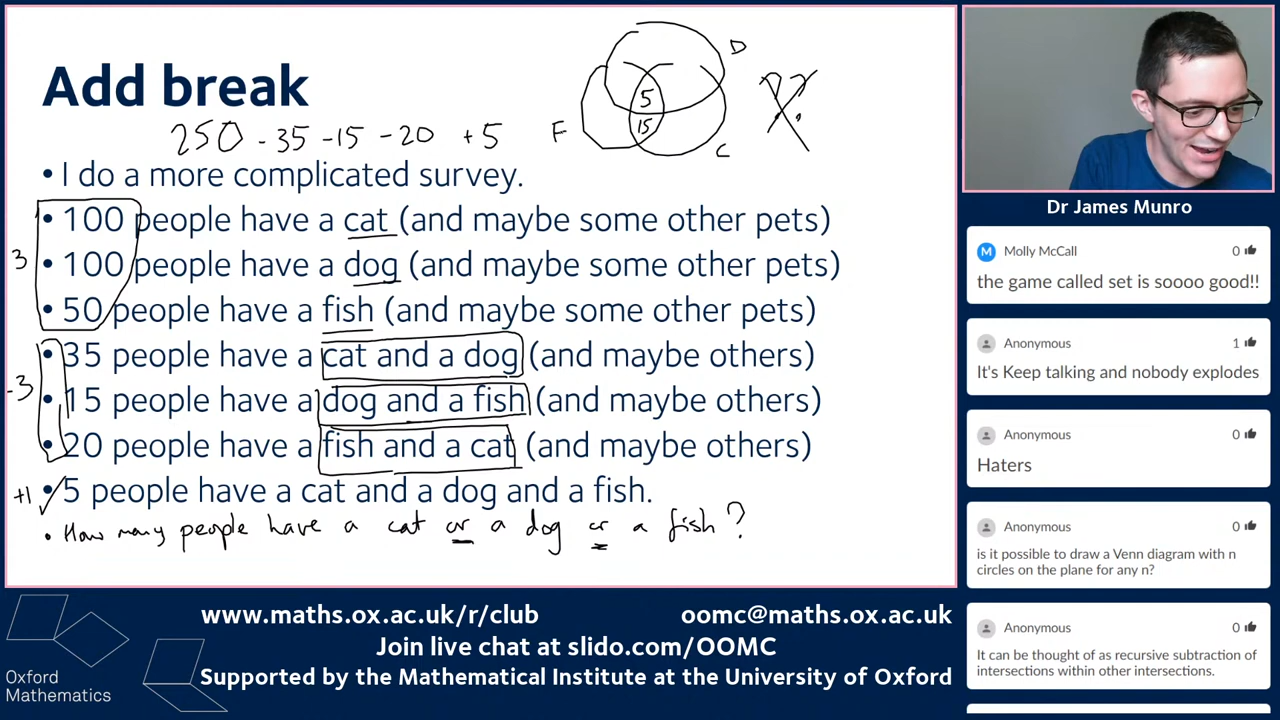 Add break
250 - 35 - 15 - 20 + 5
D
5
15
F
C
• I do a more complicated survey.
• 100 people have a cat (and maybe some other pets)
3 • 100 people have a dog (and maybe some other pets)
• 50 people have a fish (and maybe some other pets)
• 35 people have a cat and a dog (and maybe others)
-3 • 15 people have a dog and a fish (and maybe others)
• 20 people have a fish and a cat (and maybe others)
+1 • 5 people have a cat and a dog and a fish.
• How many people have a cat or a dog or a fish?
Dr James Munro
M Molly McCall 0
the game called set is soooo good!!
Anonymous 1
It's Keep talking and nobody explodes
Anonymous 0
Haters
Anonymous 0
is it possible to draw a Venn diagram with n
circles on the plane for any n?
Anonymous 0
It can be thought of as recursive subtraction of
intersections within other intersections.
Oxford
Mathematics
www.maths.ox.ac.uk/r/club oomc@maths.ox.ac.uk
Join live chat at slido.com/OOMC
Supported by the Mathematical Institute at the University of Oxford